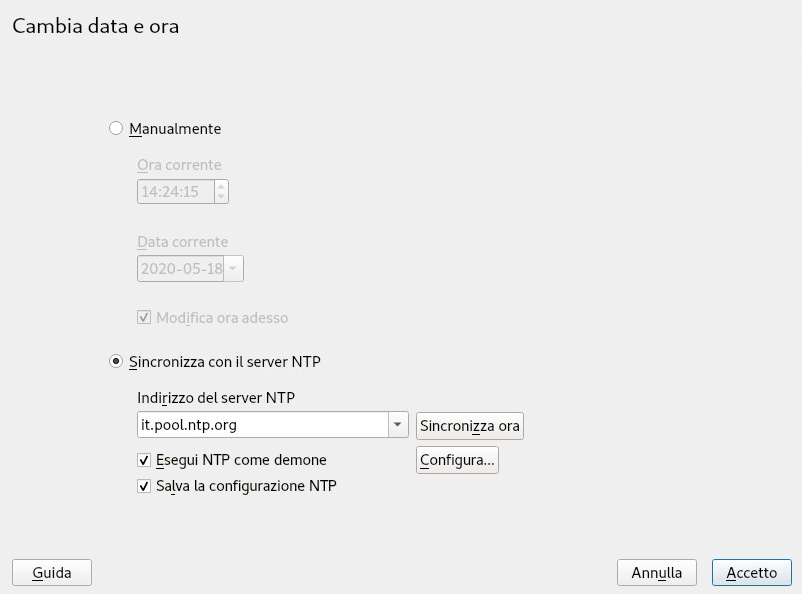 Cambia data e ora
Manualmente
Ora corrente
14:24:15
Data corrente
2020-05-18
Modifica ora adesso
Sincronizza con il server NTP
Indirizzo del server NTP
it.pool.ntp.org Sincronizza ora
Esegui NTP come demone Configura...
Salva la configurazione NTP
Guida Annulla Accetto